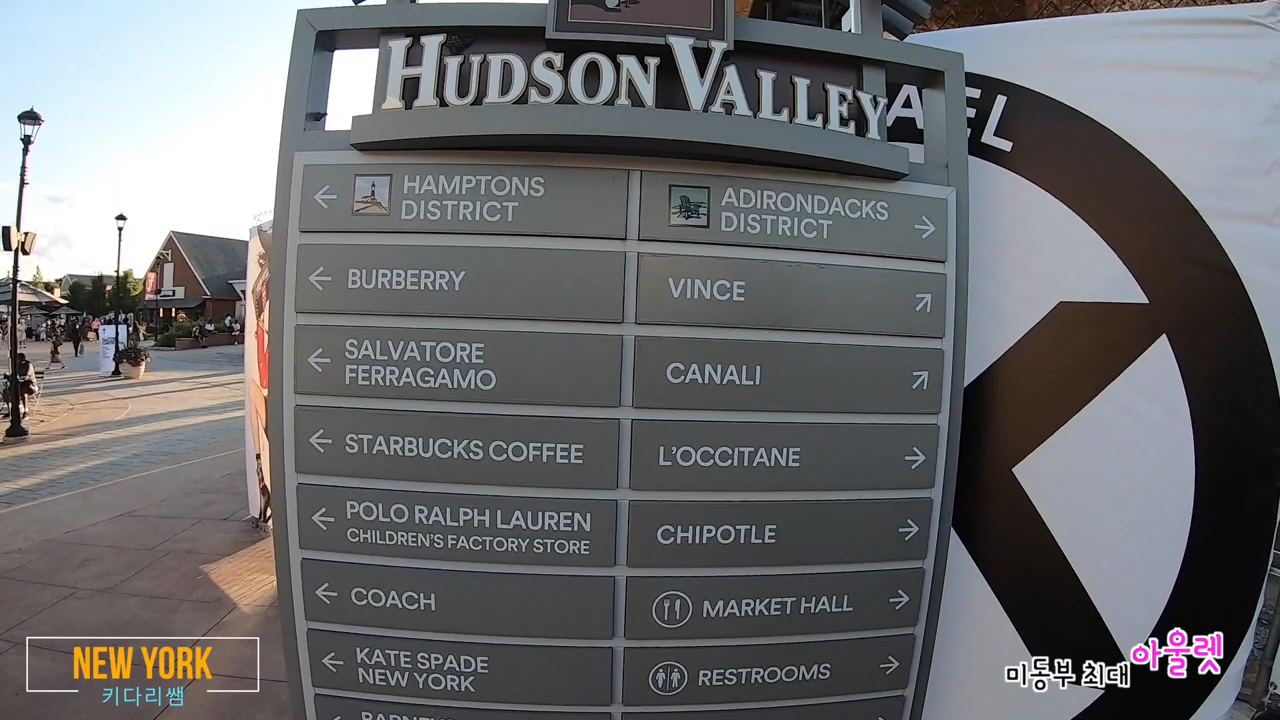 HUDSON VALLEY
HAMPTONS
DISTRICT
ADIRONDACKS
DISTRICT
BURBERRY
VINCE
SALVATORE
FERRAGAMO
CANALI
STARBUCKS COFFEE
L'OCCITANE
POLO RALPH LAUREN
CHILDREN'S FACTORY STORE
CHIPOTLE
COACH
MARKET HALL
KATE SPADE
NEW YORK
RESTROOMS
NEW YORK
키다리쌤
미동부 최대 아울렛